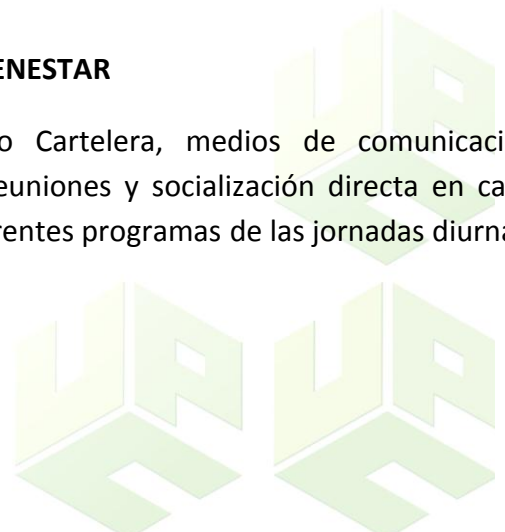 ENESTAR
o Cartelera, medios de comunicaci
euniones y socialización directa en ca
rentes programas de las jornadas diurna